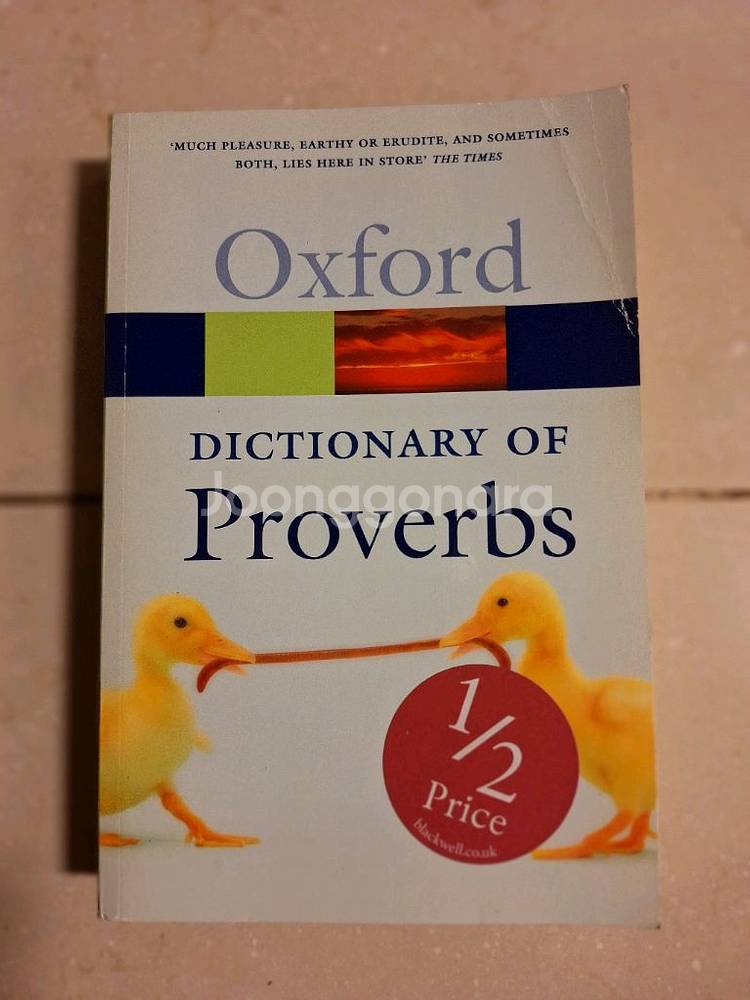 'MUCH PLEASURE, EARTHY OR ERUDITE, AND SOMETIMES
BOTH, LIES HERE IN STORE' THE TIMES
Oxford
DICTIONARY OF
Joonggonara
Proverbs
1/2
Price
blackwell.co.uk